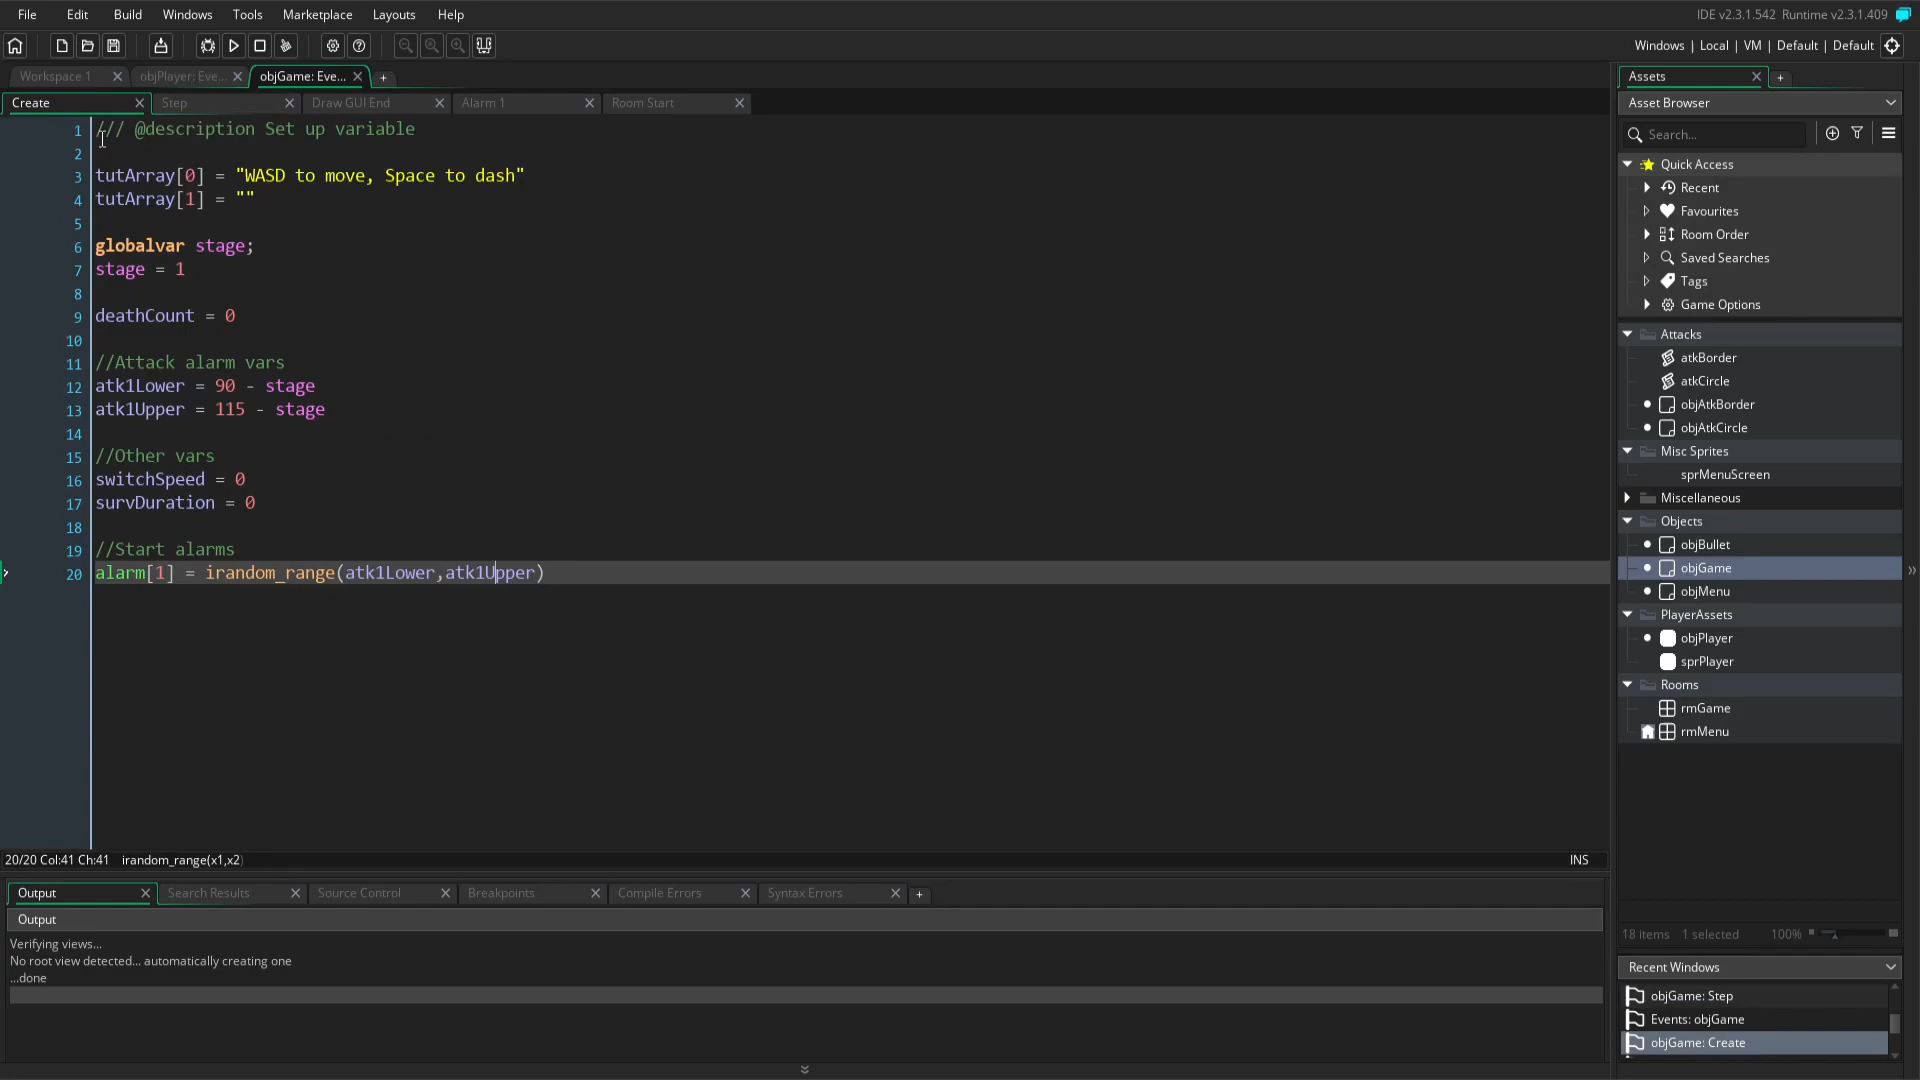 File Edit Build Windows Tools Marketplace Layouts Help
IDE v2.3.1.542 Runtime v2.3.1.409
Windows | Local | VM | Default | Default
Workspace 1 objPlayer: Eve... objGame: Eve...
Create Step Draw GUI End Alarm 1 Room Start
1 /// @description Set up variable
2
3 tutArray[0] = "WASD to move, Space to dash"
4 tutArray[1] = ""
5
6 globalvar stage;
7 stage = 1
8
9 deathCount = 0
10
11 //Attack alarm vars
12 atk1Lower = 90 - stage
13 atk1Upper = 115 - stage
14
15 //Other vars
16 switchSpeed = 0
17 survDuration = 0
18
19 //Start alarms
20 alarm[1] = irandom_range(atk1Lower,atk1Upper)
20/20 Col:41 Ch:41 irandom_range(x1,x2)
INS
Output Search Results Source Control Breakpoints Compile Errors Syntax Errors
Output
Verifying views...
No root view detected... automatically creating one
...done
Assets
Asset Browser
Search...
Quick Access
Recent
Favourites
Room Order
Saved Searches
Tags
Game Options
Attacks
atkBorder
atkCircle
objAtkBorder
objAtkCircle
Misc Sprites
sprMenuScreen
Miscellaneous
Objects
objBullet
objGame
objMenu
PlayerAssets
objPlayer
sprPlayer
Rooms
rmGame
rmMenu
18 items 1 selected 100%
Recent Windows
objGame: Step
Events: objGame
objGame: Create